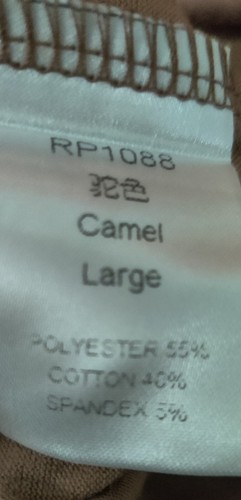 RP1088
驼色
Camel
Large
POLYESTER 55%
COTTON 40%
SPANDEX 5%